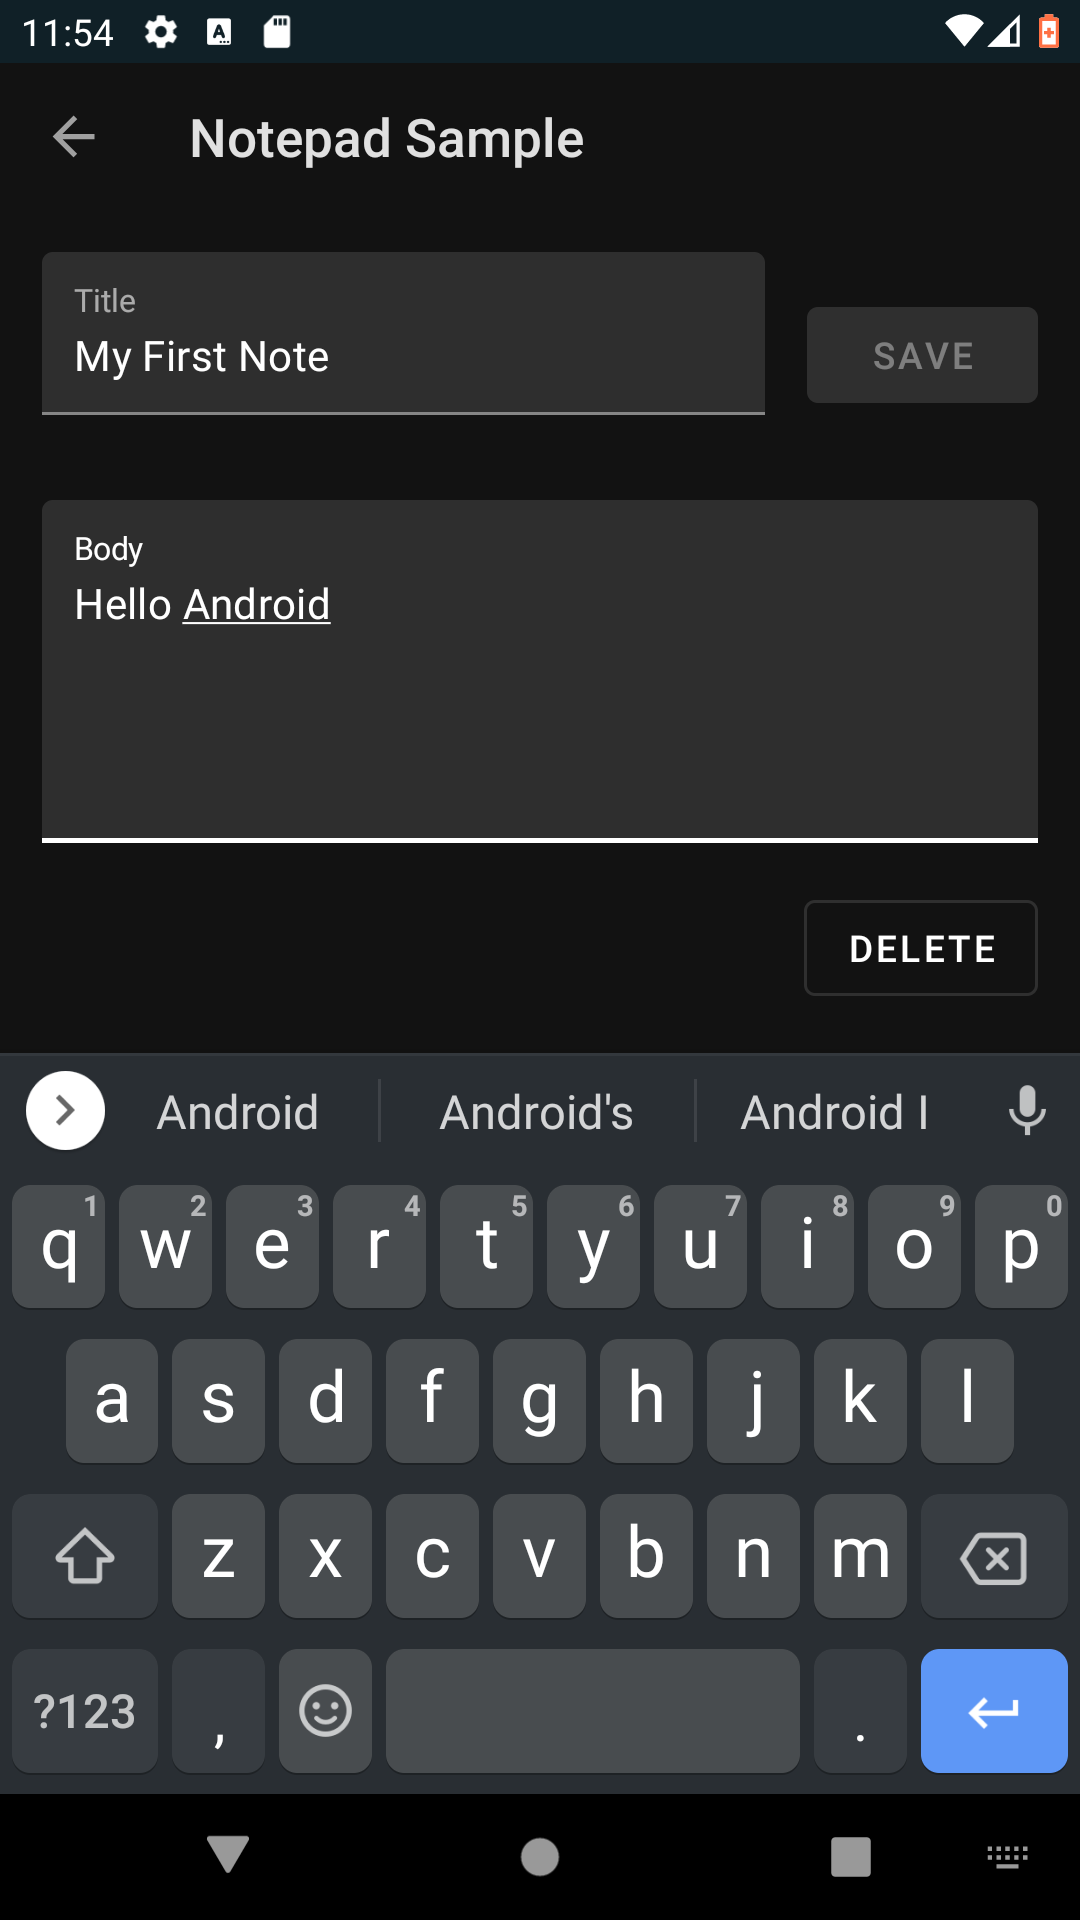 11:54
Notepad Sample
Title
My First Note
SAVE
Body
Hello Android
DELETE
Android Android's Android I
1 2 3 4 5 6 7 8 9 0
q w e r t y u i o p
a s d f g h j k l
z x c v b n m
?123 , .